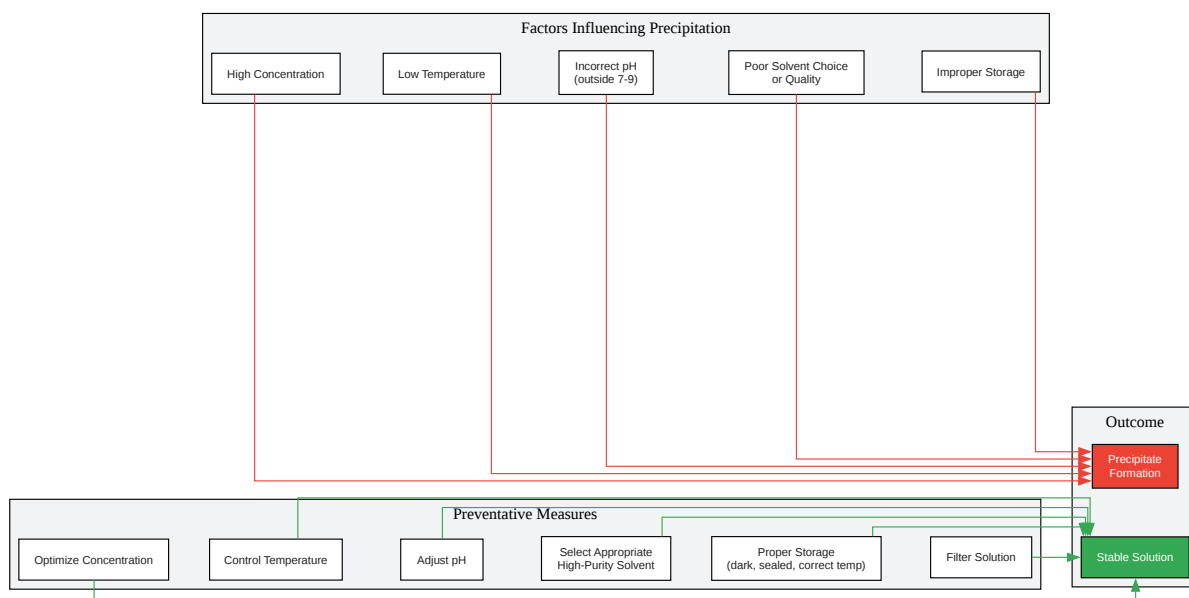 Factors Influencing Precipitation
High Concentration
Low Temperature
Incorrect pH
(outside 7-9)
Poor Solvent Choice
or Quality
Improper Storage
Outcome
Precipitate
Formation
Preventative Measures
Optimize Concentration
Control Temperature
Adjust pH
Select Appropriate
High-Purity Solvent
Proper Storage
(dark, sealed, correct temp)
Filter Solution
Stable Solution